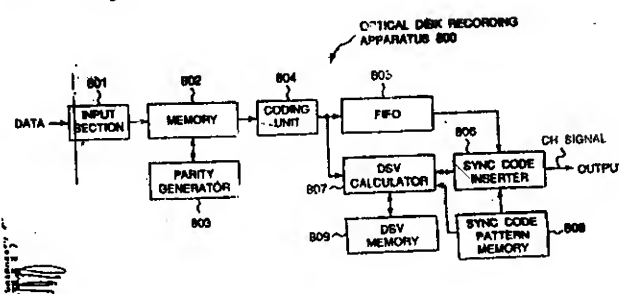 OPTICAL DISK RECORDING
APPARATUS 800
801
802
804
805
DATA
INPUT
SECTION
MEMORY
CODING
UNIT
FIFO
806
CH SIGNAL
PARITY
GENERATOR
803
DSV
CALCULATOR
807
SYNC CODE
INSERTER
OUTPUT
DSV
MEMORY
809
SYNC CODE
PATTERN
MEMORY
808